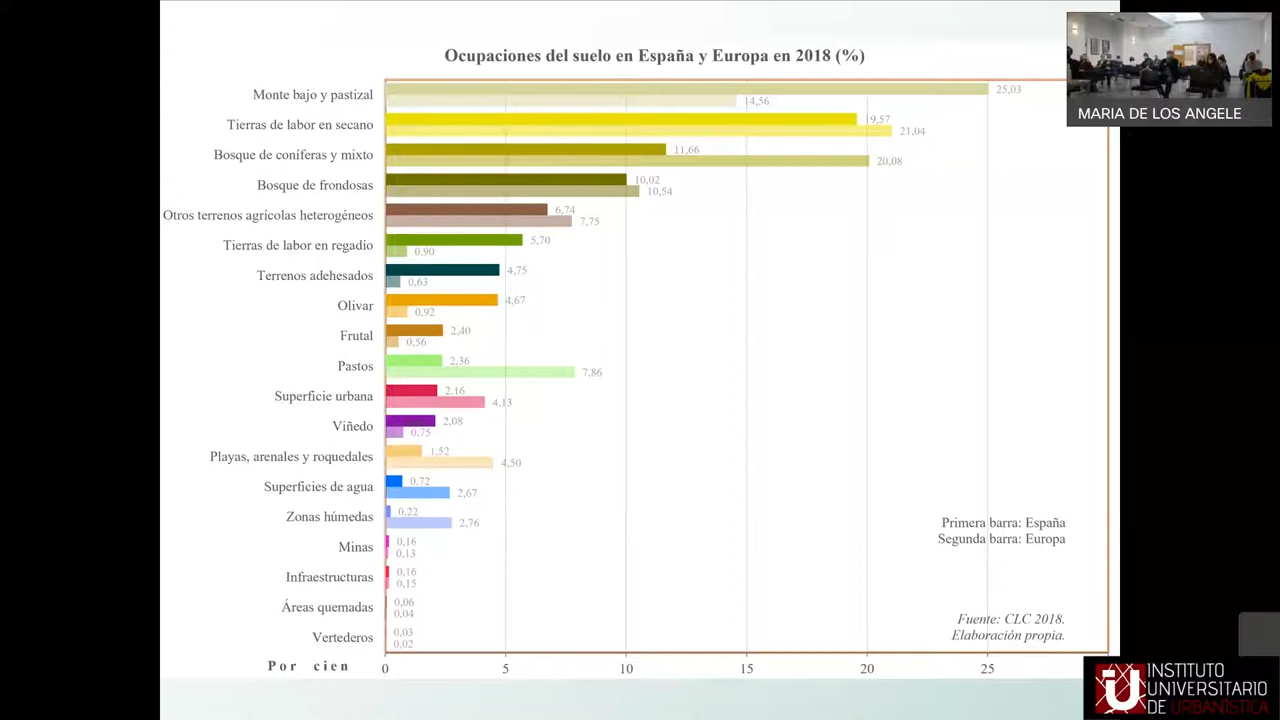 Ocupaciones del suelo en España y Europa en 2018 (%)
MARIA DE LOS ANGELE
Monte bajo y pastizal
25,03
14,56
Tierras de labor en secano
19,57
21,04
Bosque de coníferas y mixto
11,66
20,08
Bosque de frondosas
10,02
10,54
Otros terrenos agrícolas heterogéneos
6,74
7,75
Tierras de labor en regadío
5,70
0,90
Terrenos adehesados
4,75
0,63
Olivar
4,67
0,92
Frutal
2,40
0,56
Pastos
2,36
7,86
Superficie urbana
2,16
4,13
Viñedo
2,08
0,75
Playas, arenales y roquedales
1,52
4,50
Superficies de agua
0,72
2,67
Zonas húmedas
0,22
2,76
Minas
0,16
0,13
Infraestructuras
0,16
0,15
Áreas quemadas
0,06
0,04
Vertederos
0,03
0,02
Primera barra: España
Segunda barra: Europa
Fuente: CLC 2018.
Elaboración propia.
Por cien
0 5 10 15 20 25
INSTITUTO
UNIVERSITARIO
DE URBANÍSTICA